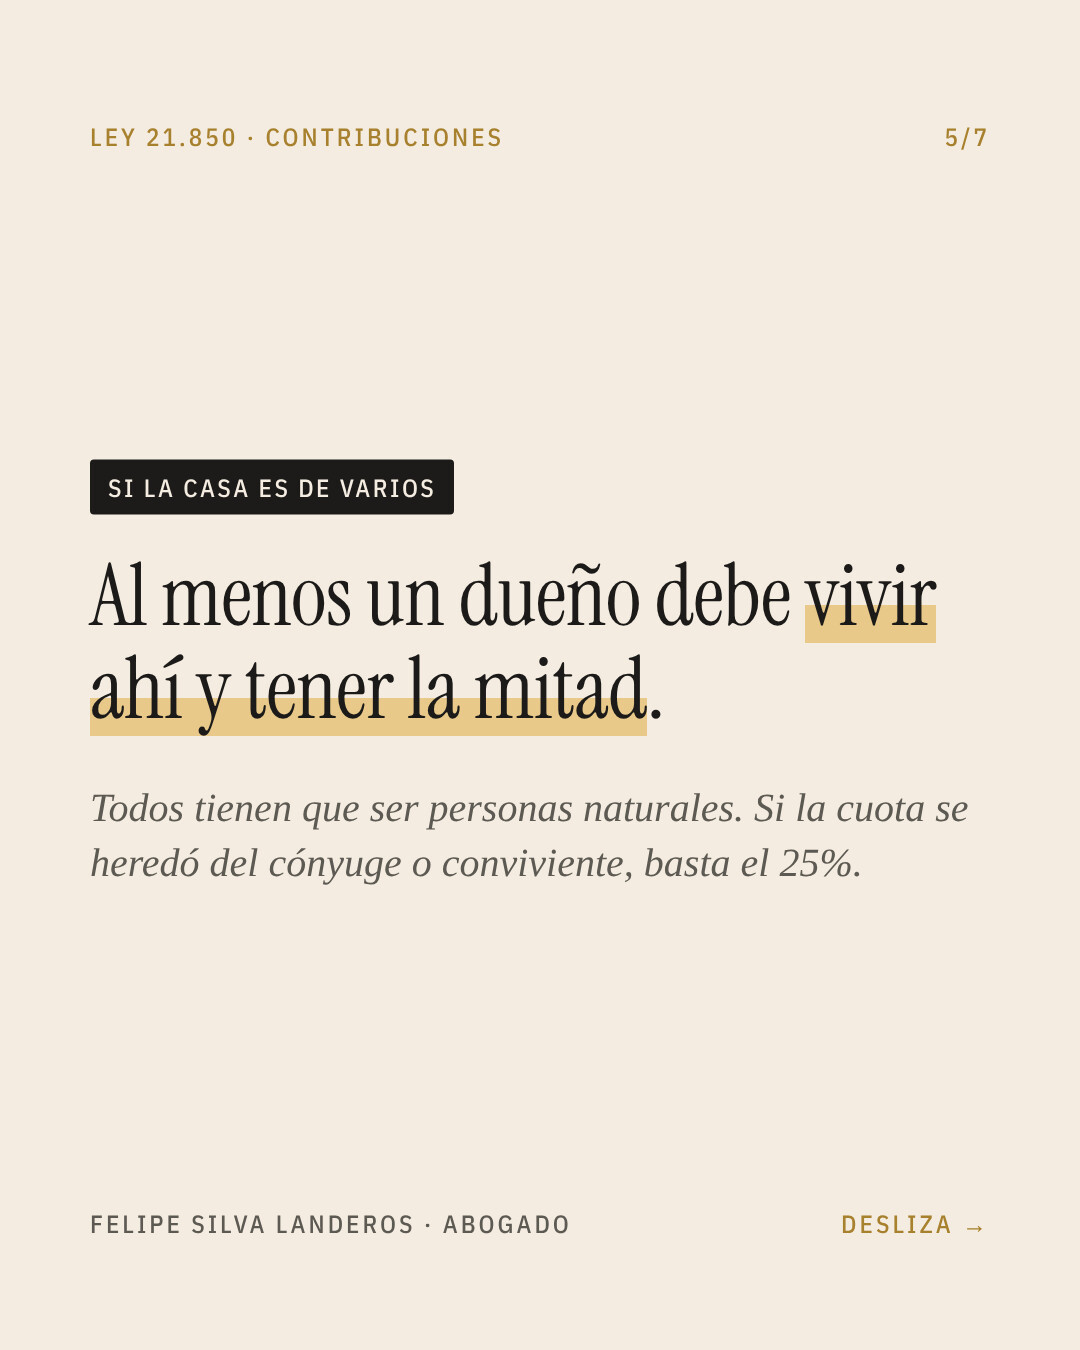 LEY 21.850 · CONTRIBUCIONES
5/7
SI LA CASA ES DE VARIOS
Al menos un dueño debe vivir
ahí y tener la mitad.
Todos tienen que ser personas naturales. Si la cuota se
heredó del cónyuge o conviviente, basta el 25%.
FELIPE SILVA LANDEROS · ABOGADO
DESLIZA →